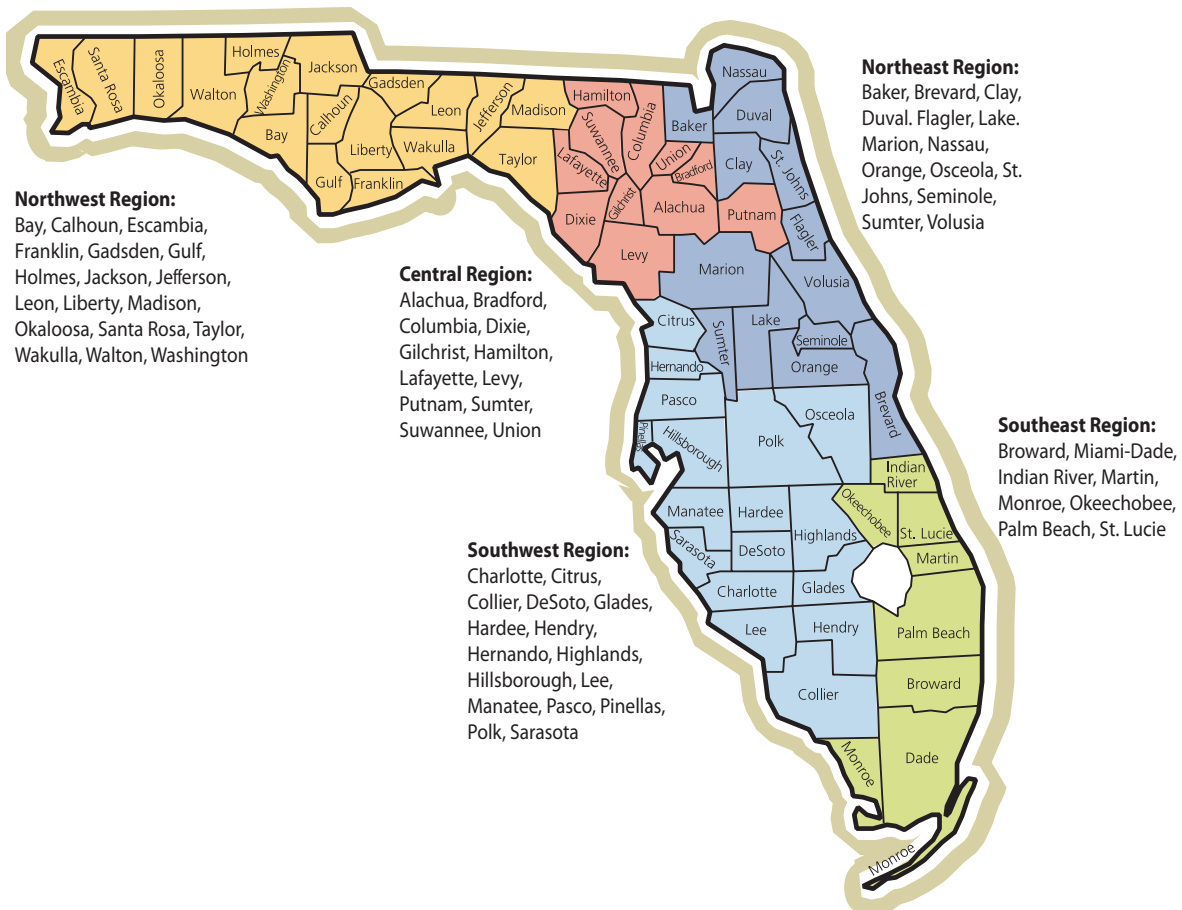 Northwest Region:
Bay, Calhoun, Escambia,
Franklin, Gadsden, Gulf,
Holmes, Jackson, Jefferson,
Leon, Liberty, Madison,
Okaloosa, Santa Rosa, Taylor,
Wakulla, Walton, Washington
Central Region:
Alachua, Bradford,
Columbia, Dixie,
Gilchrist, Hamilton,
Lafayette, Levy,
Putnam, Sumter,
Suwannee, Union
Northeast Region:
Baker, Brevard, Clay,
Duval. Flagler, Lake.
Marion, Nassau,
Orange, Osceola, St.
Johns, Seminole,
Sumter, Volusia
Southwest Region:
Charlotte, Citrus,
Collier, DeSoto, Glades,
Hardee, Hendry,
Hernando, Highlands,
Hillsborough, Lee,
Manatee, Pasco, Pinellas,
Polk, Sarasota
Southeast Region:
Broward, Miami-Dade,
Indian River, Martin,
Monroe, Okeechobee,
Palm Beach, St. Lucie
Escambia
Santa Rosa
Okaloosa
Walton
Holmes
Washington
Jackson
Bay
Calhoun
Gulf
Liberty
Franklin
Gadsden
Leon
Wakulla
Jefferson
Madison
Taylor
Hamilton
Suwannee
Lafayette
Columbia
Dixie
Gilchrist
Union
Bradford
Alachua
Levy
Putnam
Baker
Nassau
Duval
Clay
St. Johns
Flagler
Marion
Volusia
Citrus
Sumter
Lake
Seminole
Orange
Hernando
Pasco
Pinellas
Hillsborough
Polk
Osceola
Brevard
Indian
River
Manatee
Hardee
Highlands
Okeechobee
St. Lucie
Sarasota
DeSoto
Martin
Charlotte
Glades
Lee
Hendry
Palm Beach
Collier
Broward
Monroe
Dade
Monroe